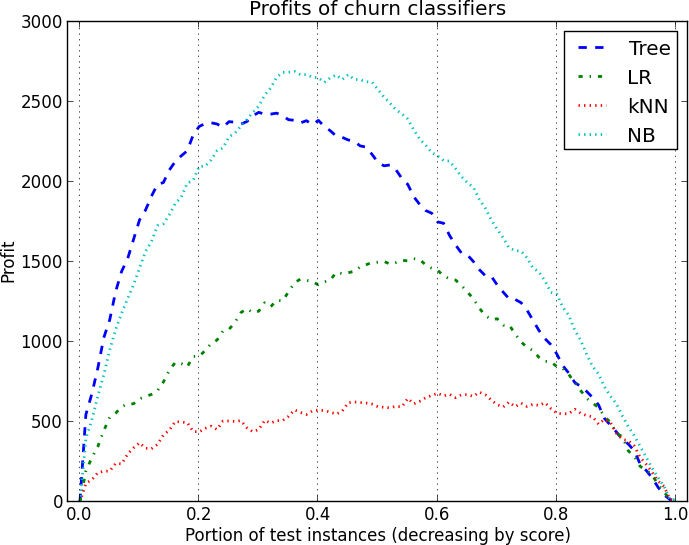 Profits of churn classifiers
3000
2500
2000
1500
1000
500
0
Profit
Tree
LR
kNN
NB
0.0 0.2 0.4 0.6 0.8 1.0
Portion of test instances (decreasing by score)